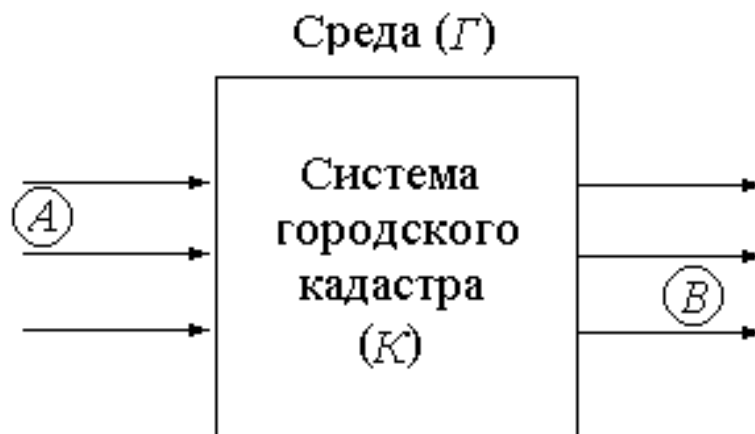 Среда (Г)
Система
городского
кадастра
(К)
A
B